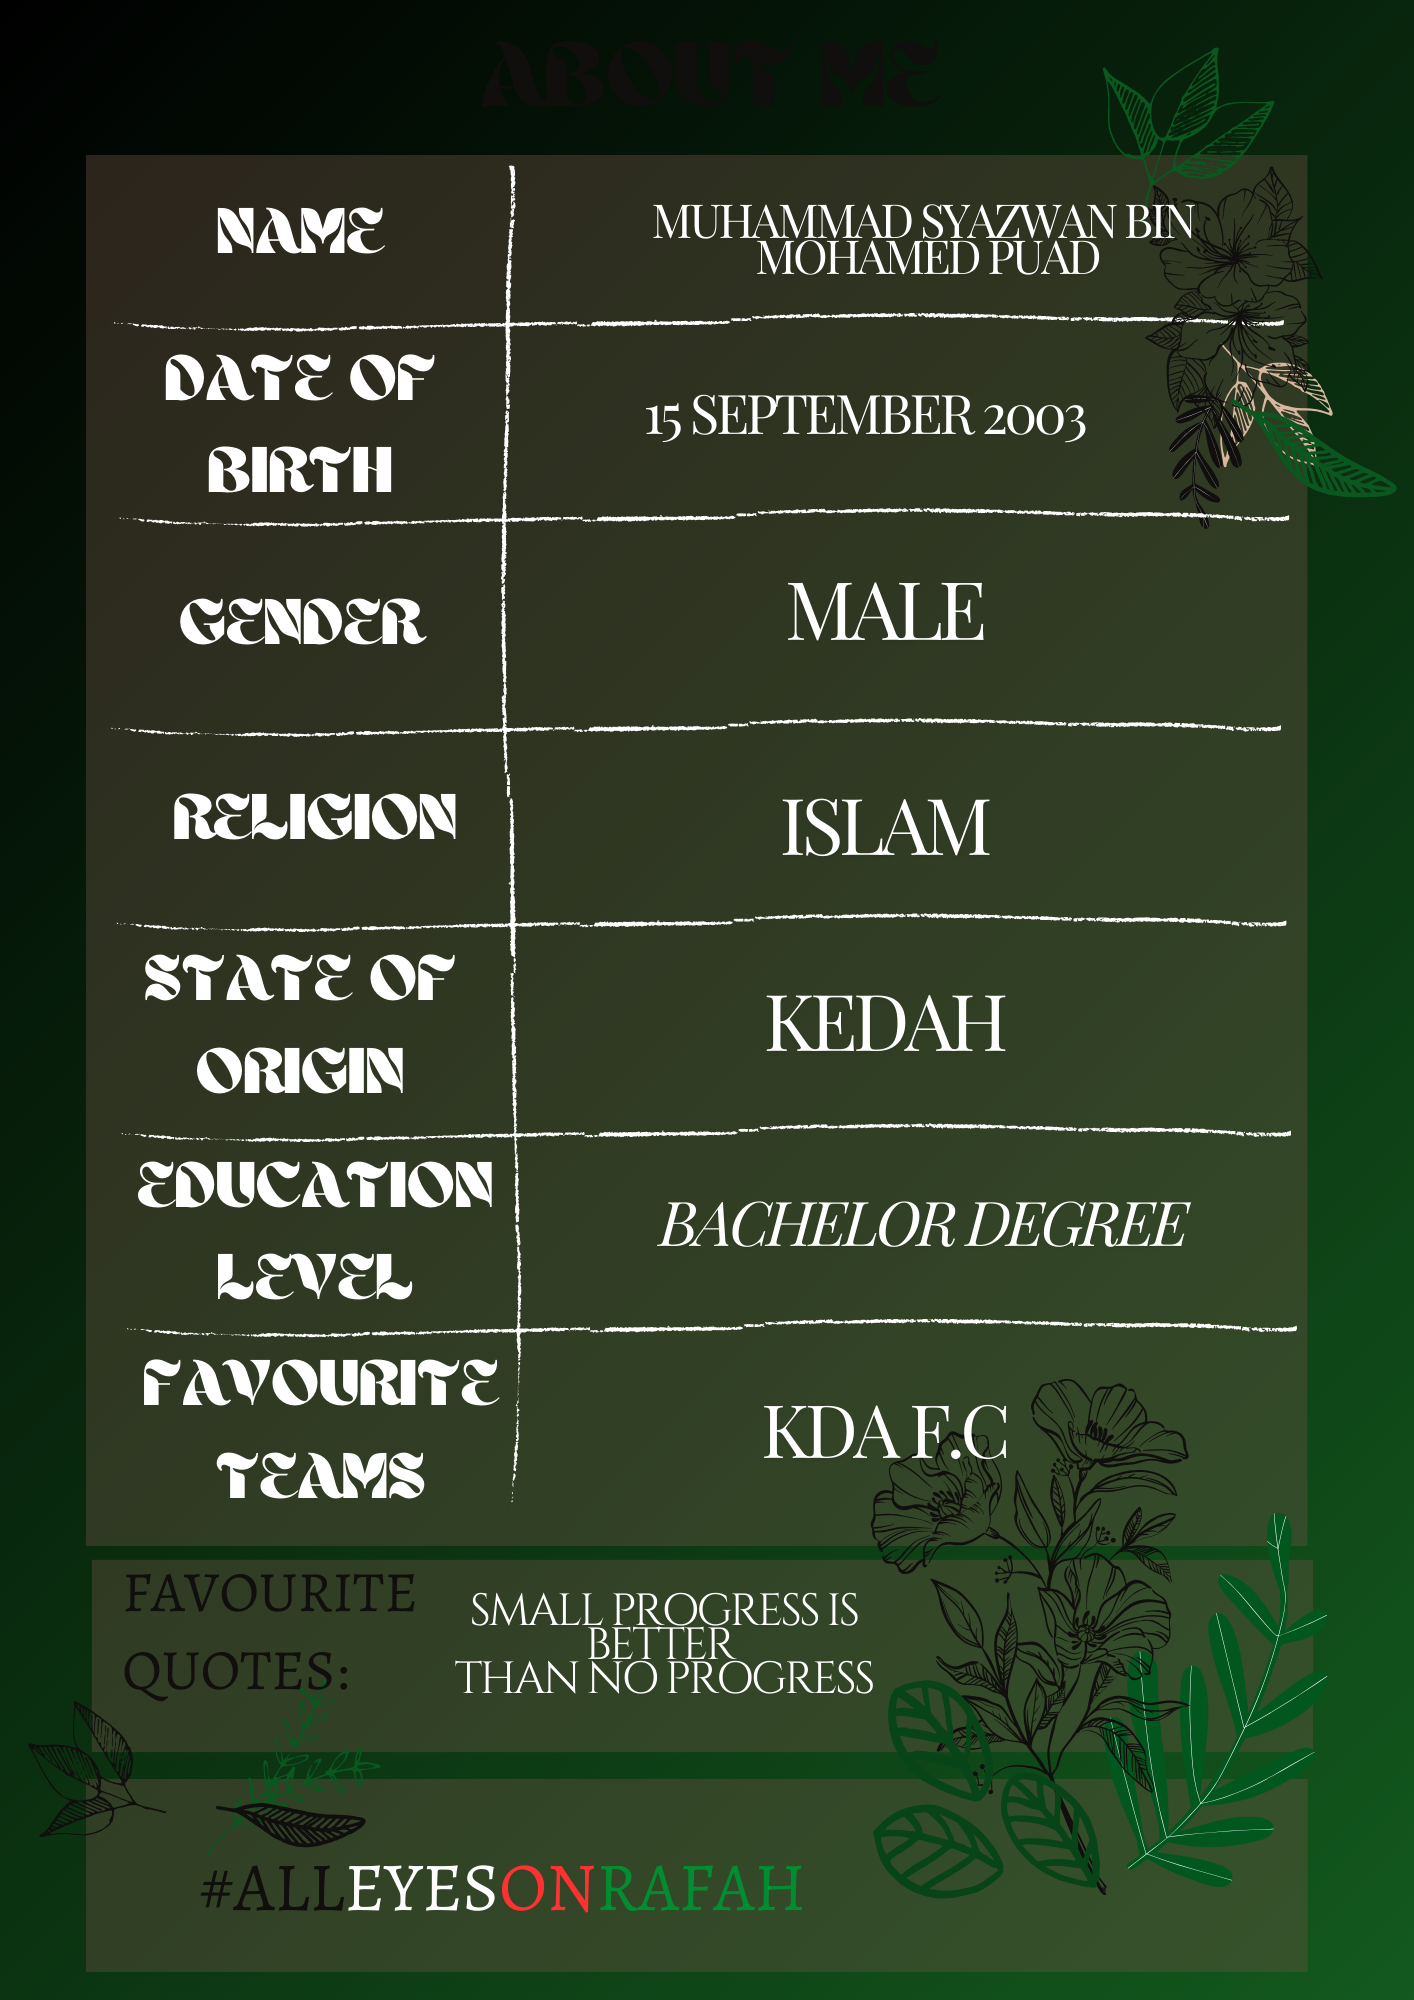 ABOUT ME
NAME
MUHAMMAD SYAZWAN BIN
MOHAMED PUAD
DATE OF
BIRTH
15 SEPTEMBER 2003
GENDER
MALE
RELIGION
ISLAM
STATE OF
ORIGIN
KEDAH
EDUCATION
LEVEL
BACHELOR DEGREE
FAVOURITE
TEAMS
KDA F.C
FAVOURITE
QUOTES:
SMALL PROGRESS IS
BETTER
THAN NO PROGRESS
#ALLEYESONRAFAH